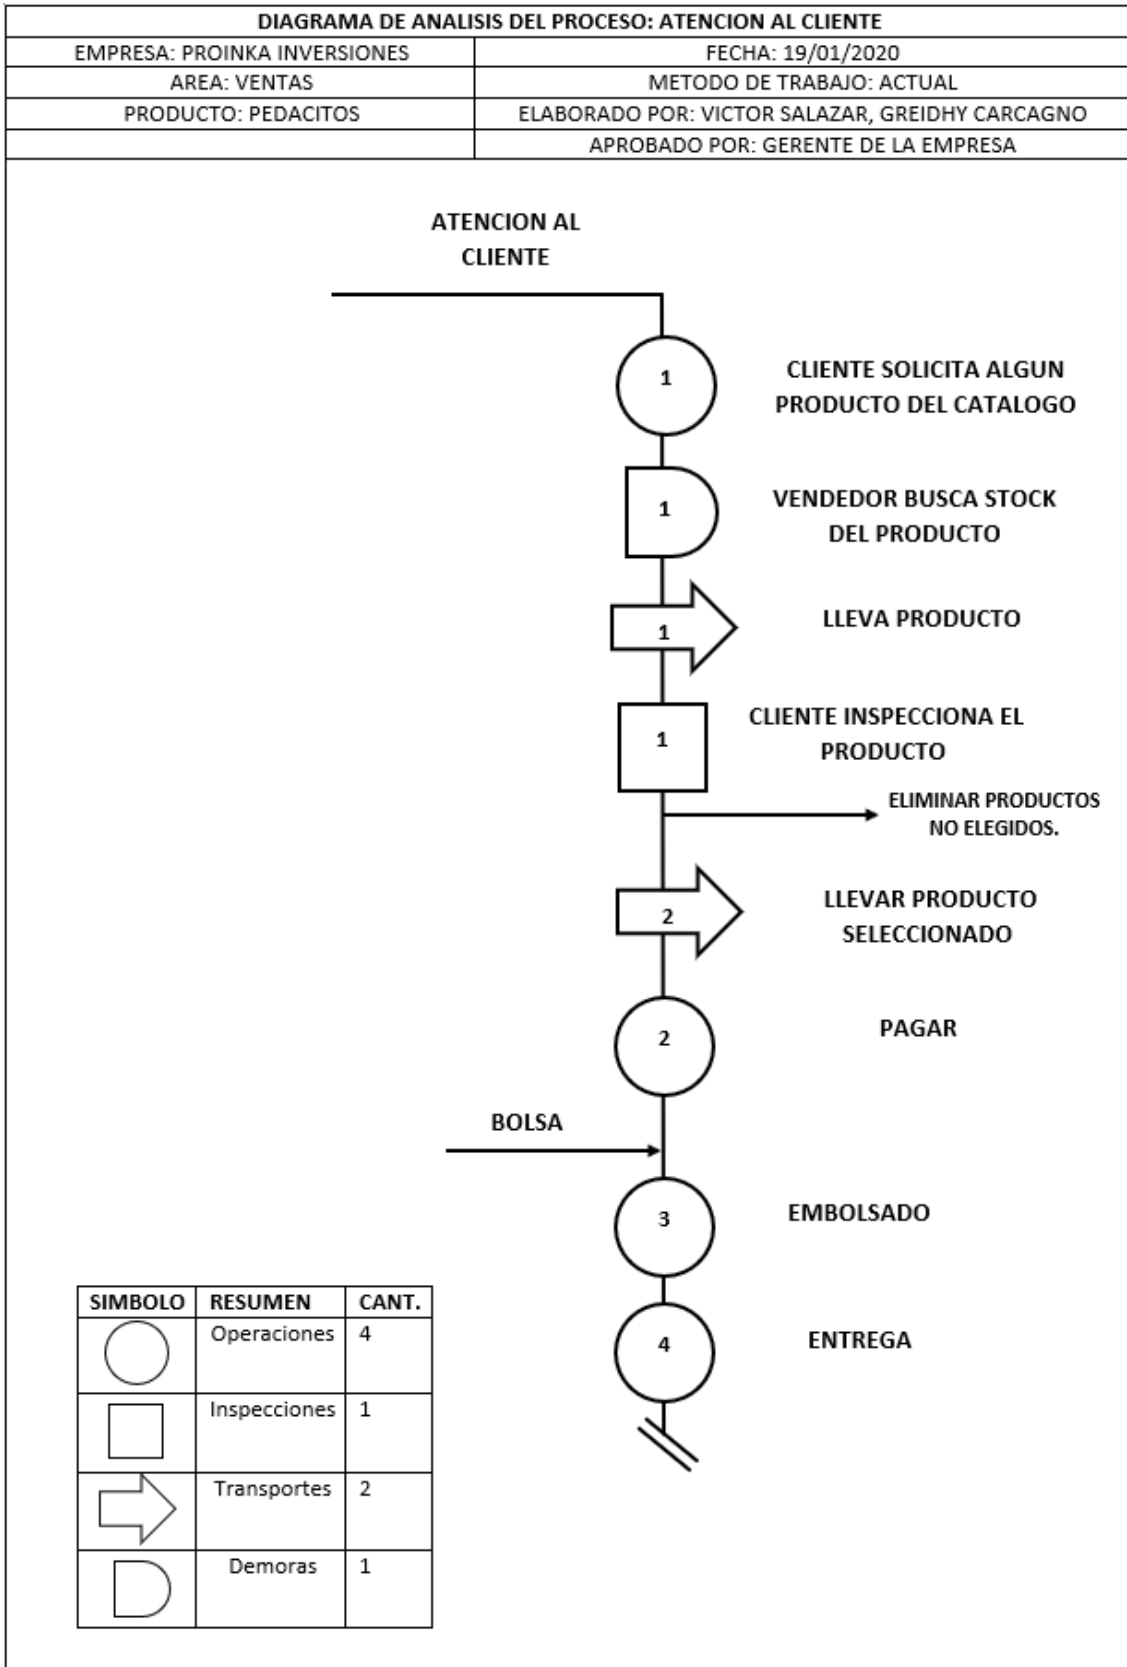 DIAGRAMA DE ANALISIS DEL PROCESO: ATENCION AL CLIENTE
EMPRESA: PROINKA INVERSIONES
FECHA: 19/01/2020
AREA: VENTAS
METODO DE TRABAJO: ACTUAL
PRODUCTO: PEDACITOS
ELABORADO POR: VICTOR SALAZAR, GREIDHY CARCAGNO
APROBADO POR: GERENTE DE LA EMPRESA
ATENCION AL
CLIENTE
1
CLIENTE SOLICITA ALGUN
PRODUCTO DEL CATALOGO
1
VENDEDOR BUSCA STOCK
DEL PRODUCTO
1
LLEVA PRODUCTO
1
CLIENTE INSPECCIONA EL
PRODUCTO
ELIMINAR PRODUCTOS
NO ELEGIDOS.
2
LLEVAR PRODUCTO
SELECCIONADO
2
PAGAR
BOLSA
3
EMBOLSADO
4
ENTREGA
SIMBOLO RESUMEN CANT.
Operaciones 4
Inspecciones 1
Transportes 2
Demoras 1